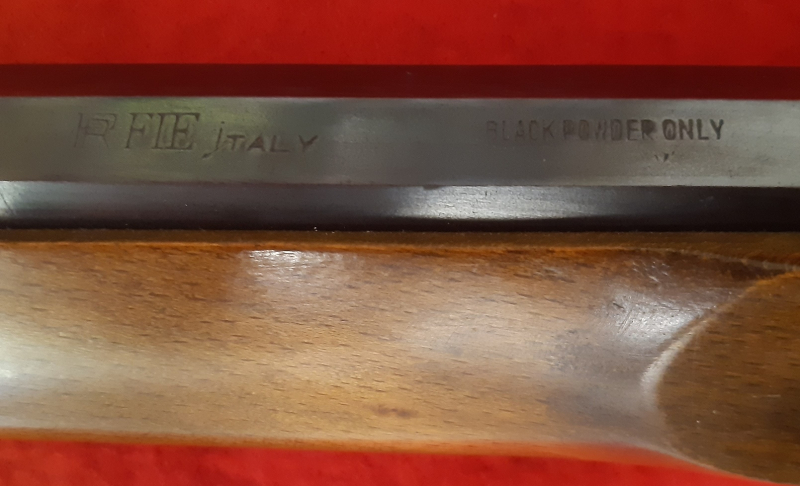 FIE ITALY
BLACK POWDER ONLY